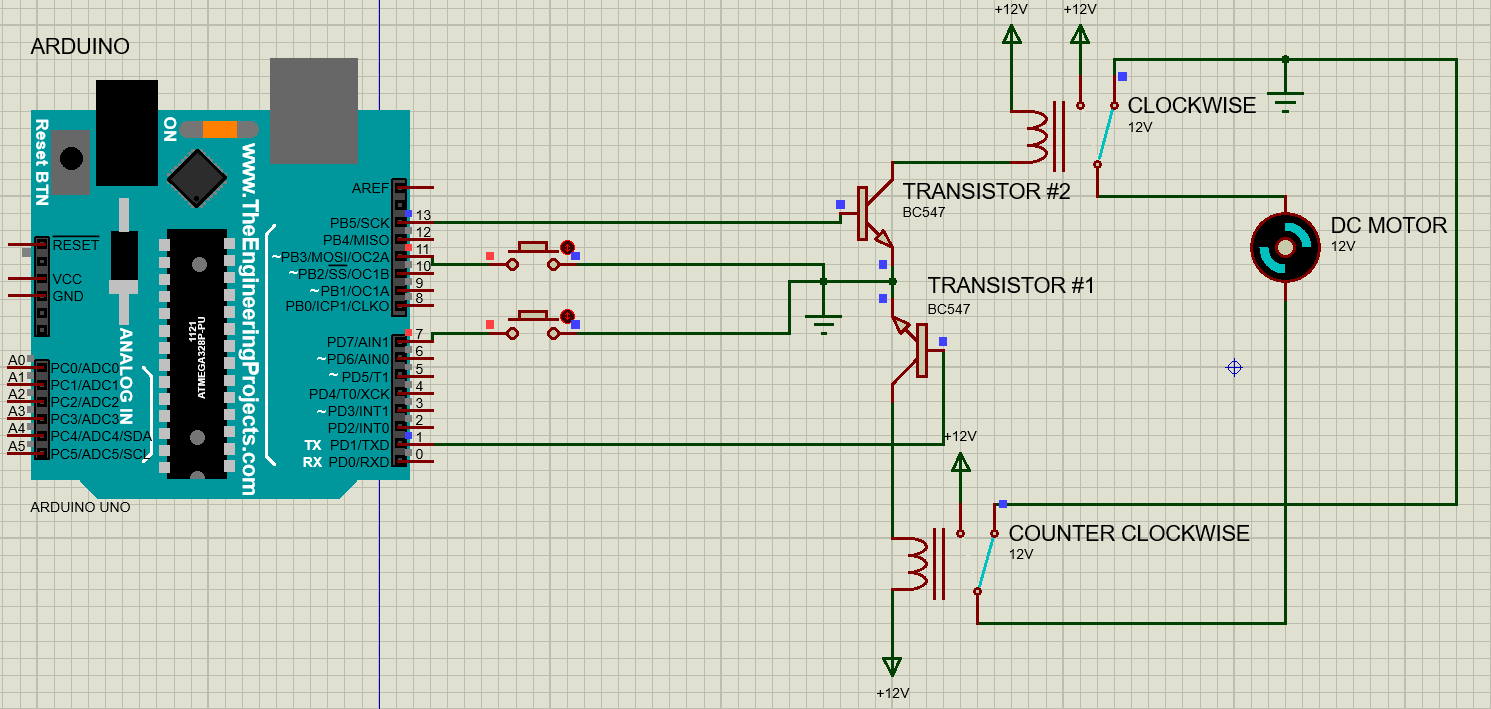 ARDUINO
Reset BTN
ON
www.TheEngineeringProjects.com
AREF
PB5/SCK 13
PB4/MISO 12
~PB3/MOSI/OC2A 11
~PB2/SS/OC1B 10
~PB1/OC1A 9
PB0/ICP1/CLKO 8
RESET
VCC
GND
1121
ATMEGA328P-PU
ANALOG IN
PD7/AIN1 7
~PD6/AIN0 6
~PD5/T1 5
PD4/T0/XCK 4
~PD3/INT1 3
PD2/INT0 2
TX PD1/TXD 1
RX PD0/RXD 0
A0 PC0/ADC0
A1 PC1/ADC1
A2 PC2/ADC2
A3 PC3/ADC3
A4 PC4/ADC4/SDA
A5 PC5/ADC5/SCL
ARDUINO UNO
+12V
+12V
CLOCKWISE
12V
TRANSISTOR #2
BC547
DC MOTOR
12V
TRANSISTOR #1
BC547
+12V
COUNTER CLOCKWISE
12V
+12V